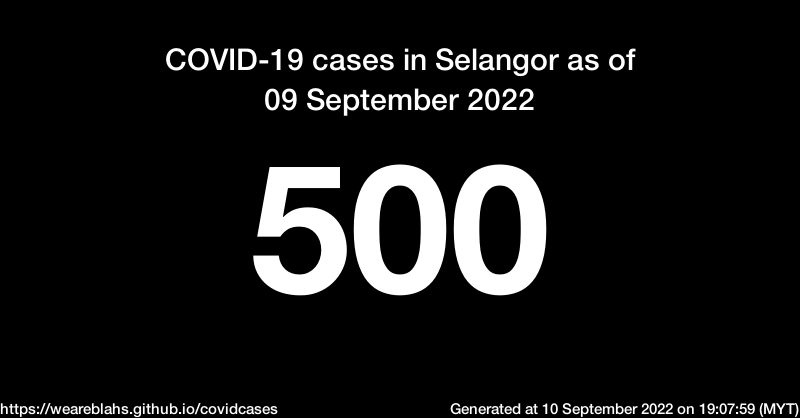 COVID-19 cases in Selangor as of
09 September 2022
500
https://weareblahs.github.io/covidcases
Generated at 10 September 2022 on 19:07:59 (MYT)